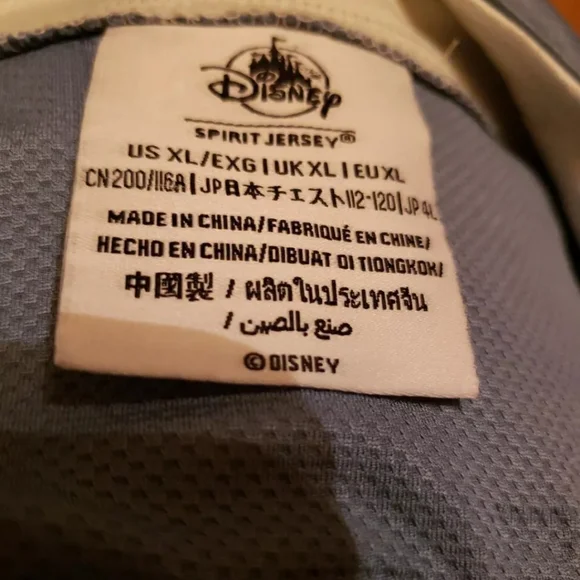 Disney
SPIRIT JERSEY®
US XL/EXG | UK XL | EU XL
CN 200/116A | JP日本チェスト112-120 | JP 4L
MADE IN CHINA/FABRIQUÉ EN CHINE/
HECHO EN CHINA/DIBUAT DI TIONGKOK/
中國製 / ผลิตในประเทศจีน
/ صنع بالصين
©DISNEY